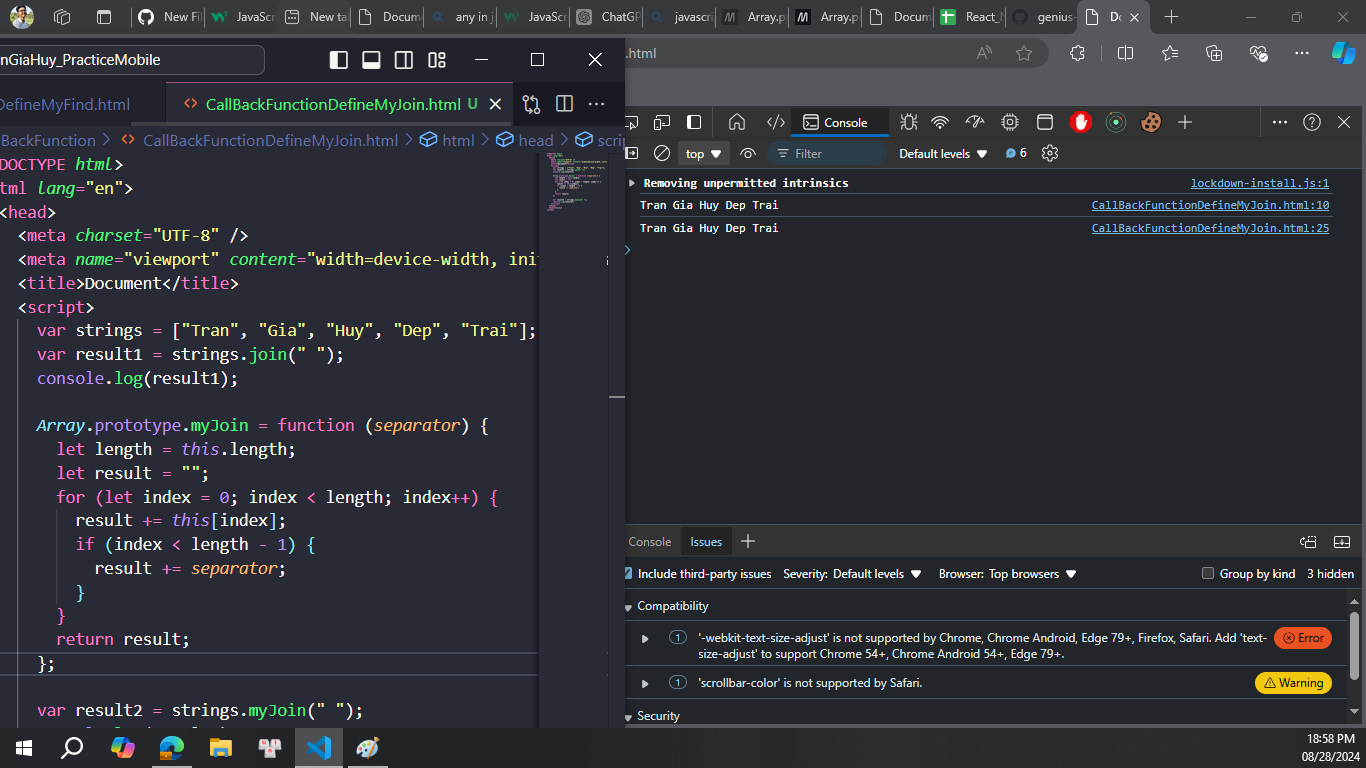 New Fi
JavaSc
New ta
Docum
any in j
JavaScr
ChatGP
javascri
Array.p
Array.p
Docum
React_N
genius-
Do
nGiaHuy_PracticeMobile
.html
DefineMyFind.html
CallBackFunctionDefineMyJoin.html U
BackFunction > CallBackFunctionDefineMyJoin.html > html > head > scri
DOCTYPE html>
tml lang="en">
<head>
<meta charset="UTF-8" />
<meta name="viewport" content="width=device-width, init
<title>Document</title>
<script>
var strings = ["Tran", "Gia", "Huy", "Dep", "Trai"];
var result1 = strings.join(" ");
console.log(result1);
Array.prototype.myJoin = function (separator) {
let length = this.length;
let result = "";
for (let index = 0; index < length; index++) {
result += this[index];
if (index < length - 1) {
result += separator;
}
}
return result;
};
var result2 = strings.myJoin(" ");
Console
top
Filter
Default levels
6
Removing unpermitted intrinsics lockdown-install.js:1
Tran Gia Huy Dep Trai CallBackFunctionDefineMyJoin.html:10
Tran Gia Huy Dep Trai CallBackFunctionDefineMyJoin.html:25
Console Issues
Include third-party issues Severity: Default levels Browser: Top browsers Group by kind 3 hidden
Compatibility
1 '-webkit-text-size-adjust' is not supported by Chrome, Chrome Android, Edge 79+, Firefox, Safari. Add 'text-
size-adjust' to support Chrome 54+, Chrome Android 54+, Edge 79+.
Error
1 'scrollbar-color' is not supported by Safari.
Warning
Security
18:58 PM
08/28/2024